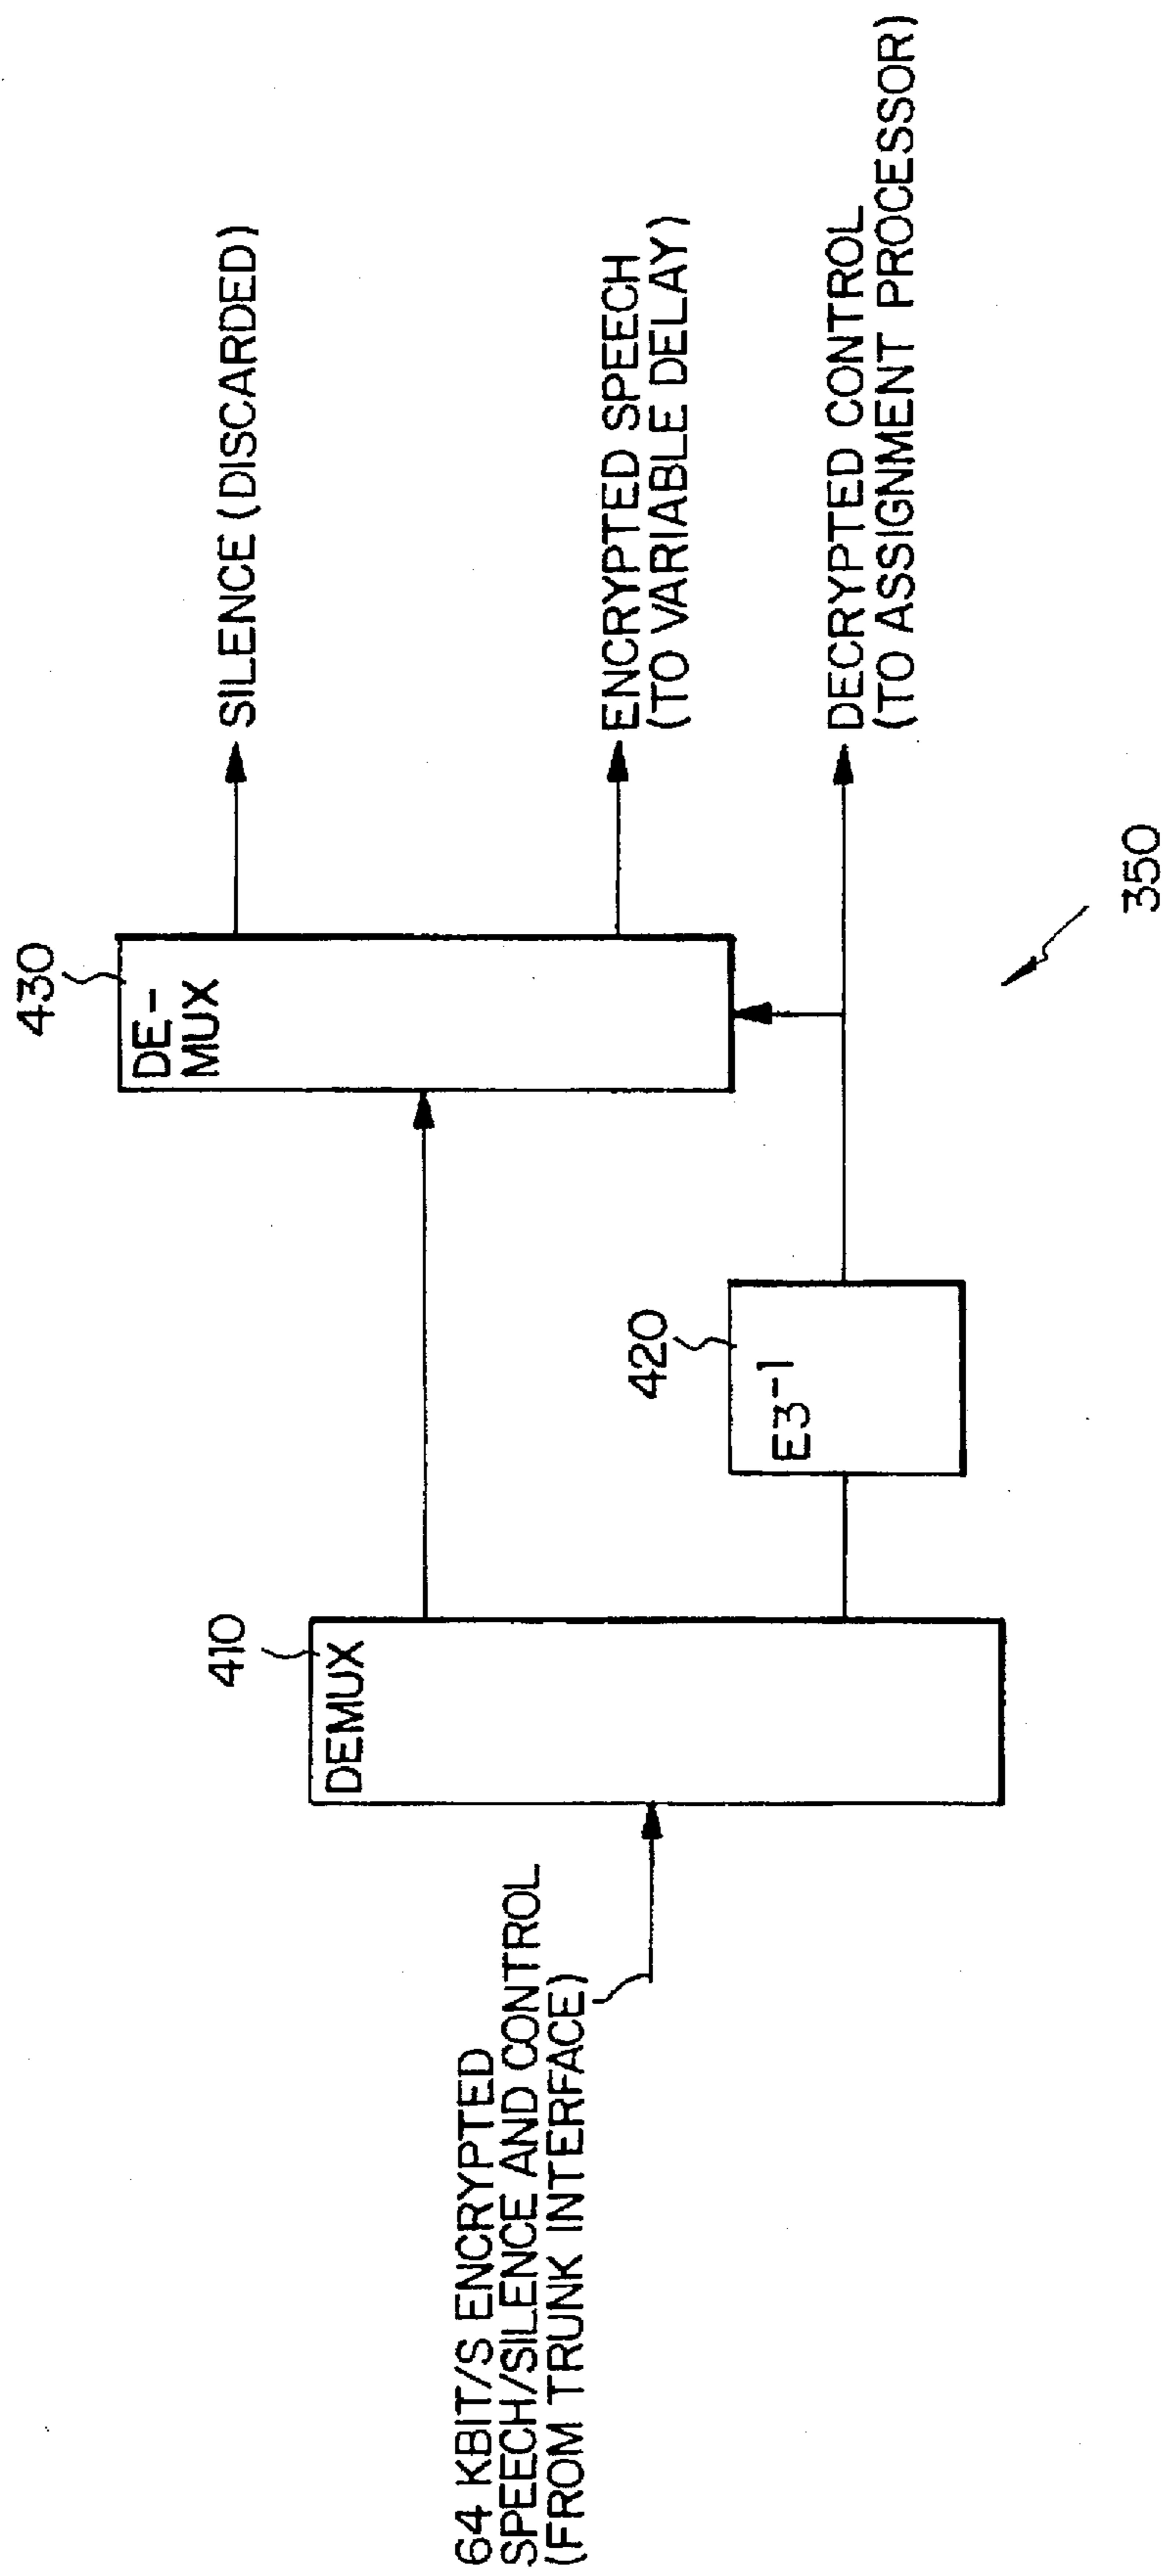 64 KBIT/S ENCRYPTED
SPEECH/SILENCE AND CONTROL
(FROM TRUNK INTERFACE)
410
DEMUX
420
E3⁻¹
430
DE-
MUX
SILENCE (DISCARDED)
ENCRYPTED SPEECH
(TO VARIABLE DELAY)
DECRYPTED CONTROL
(TO ASSIGNMENT PROCESSOR)
350